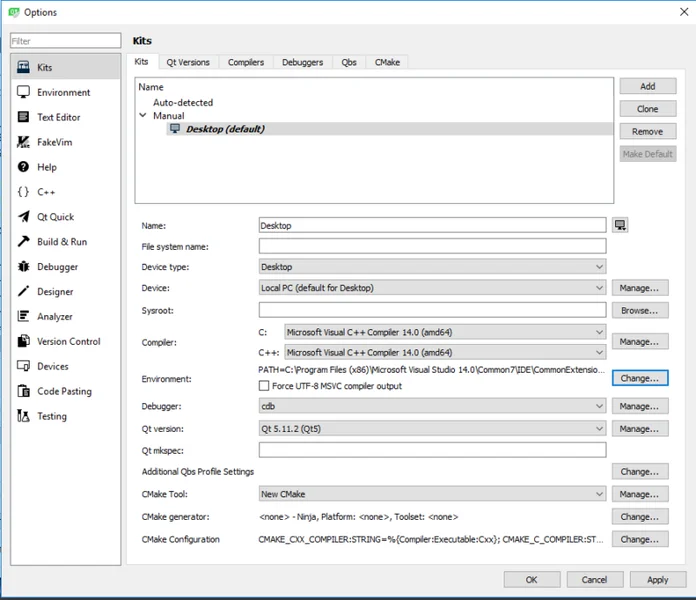 Options
Filter
Kits
Environment
Text Editor
FakeVim
Help
C++
Qt Quick
Build & Run
Debugger
Designer
Analyzer
Version Control
Devices
Code Pasting
Testing
Kits
Kits Qt Versions Compilers Debuggers Qbs CMake
Name
Auto-detected
Manual
Desktop (default)
Add
Clone
Remove
Make Default
Name: Desktop
File system name:
Device type: Desktop
Device: Local PC (default for Desktop) Manage...
Sysroot: Browse...
Compiler: C: Microsoft Visual C++ Compiler 14.0 (amd64) Manage...
C++: Microsoft Visual C++ Compiler 14.0 (amd64)
Environment: PATH=C:\Program Files (x86)\Microsoft Visual Studio 14.0\Common7\IDE\CommonExtensio... Change...
Force UTF-8 MSVC compiler output
Debugger: cdb Manage...
Qt version: Qt 5.11.2 (Qt5) Manage...
Qt mkspec:
Additional Qbs Profile Settings Change...
CMake Tool: New CMake Manage...
CMake generator: <none> - Ninja, Platform: <none>, Toolset: <none> Change...
CMake Configuration CMAKE_CXX_COMPILER:STRING=%{Compiler:Executable:Cxx}; CMAKE_C_COMPILER:ST... Change...
OK Cancel Apply